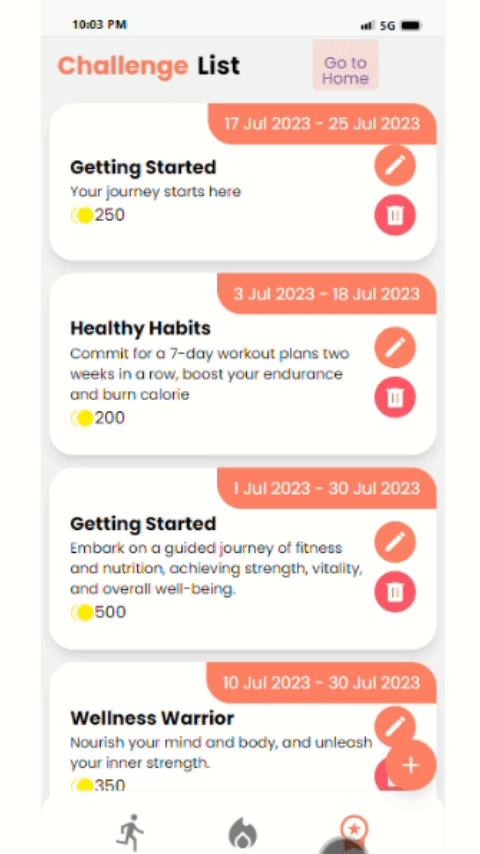 10:03 PM
5G
Challenge List
Go to
Home
17 Jul 2023 - 25 Jul 2023
Getting Started
Your journey starts here
250
3 Jul 2023 - 18 Jul 2023
Healthy Habits
Commit for a 7-day workout plans two
weeks in a row, boost your endurance
and burn calorie
200
1 Jul 2023 - 30 Jul 2023
Getting Started
Embark on a guided journey of fitness
and nutrition, achieving strength, vitality,
and overall well-being.
500
10 Jul 2023 - 30 Jul 2023
Wellness Warrior
Nourish your mind and body, and unleash
your inner strength.
350